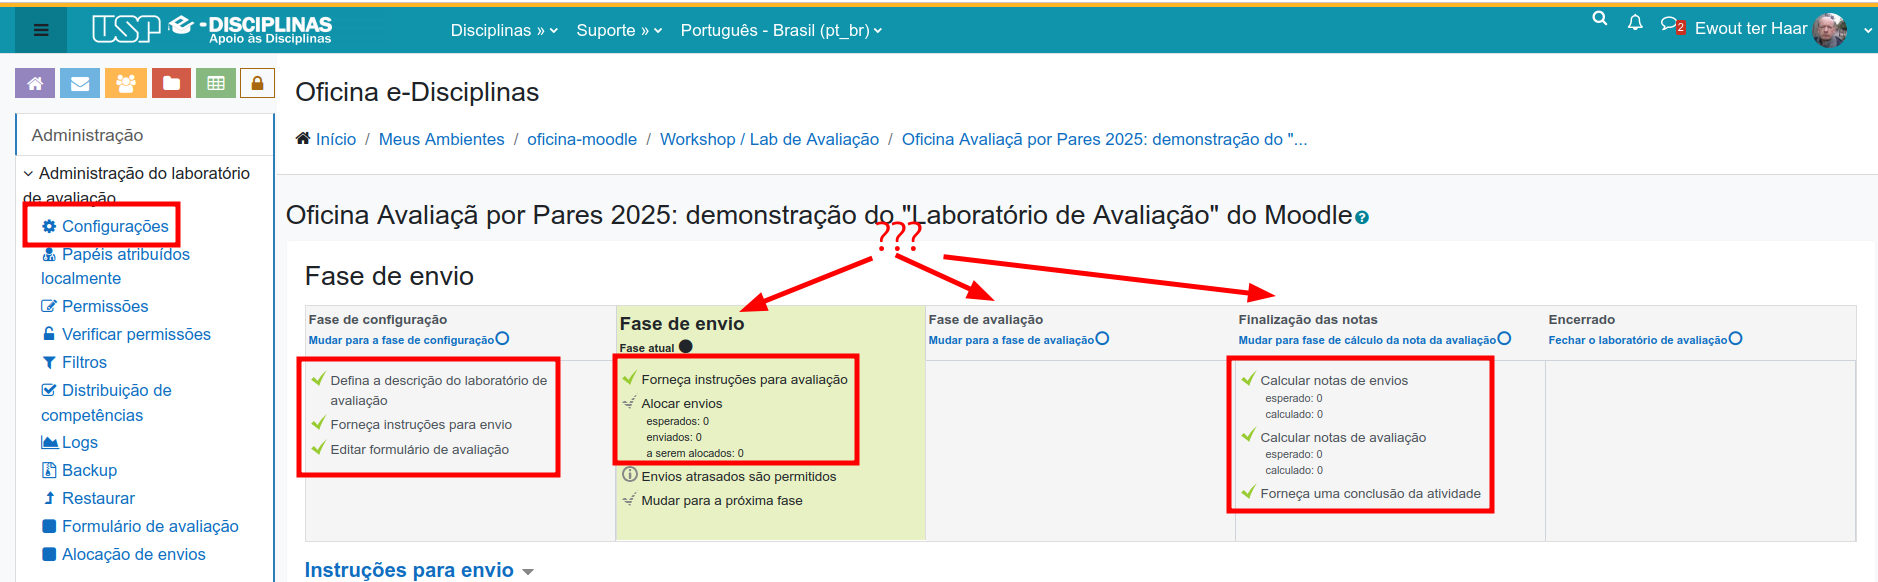 USP e-DISCIPLINAS
Apoio às Disciplinas
Disciplinas »
Suporte »
Português - Brasil (pt_br)
2
Ewout ter Haar
Administração
Administração do laboratório
de avaliação
Configurações
Papéis atribuídos
localmente
Permissões
Verificar permissões
Filtros
Distribuição de
competências
Logs
Backup
Restaurar
Formulário de avaliação
Alocação de envios
Oficina e-Disciplinas
Início / Meus Ambientes / oficina-moodle / Workshop / Lab de Avaliação / Oficina Avaliaçã por Pares 2025: demonstração do "...
Oficina Avaliaçã por Pares 2025: demonstração do "Laboratório de Avaliação" do Moodle
???
Fase de envio
Fase de configuração
Mudar para a fase de configuração
Defina a descrição do laboratório de
avaliação
Forneça instruções para envio
Editar formulário de avaliação
Fase de envio
Fase atual
Forneça instruções para avaliação
Alocar envios
esperados: 0
enviados: 0
a serem alocados: 0
Envios atrasados são permitidos
Mudar para a próxima fase
Fase de avaliação
Mudar para a fase de avaliação
Finalização das notas
Mudar para fase de cálculo da nota da avaliação
Calcular notas de envios
esperado: 0
calculado: 0
Calcular notas de avaliação
esperado: 0
calculado: 0
Forneça uma conclusão da atividade
Encerrado
Fechar o laboratório de avaliação
Instruções para envio